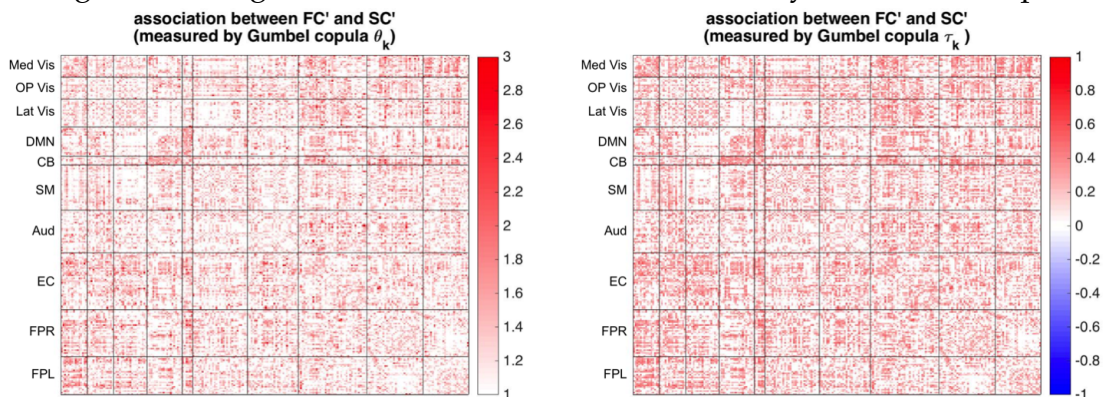 association between FC' and SC'
(measured by Gumbel copula θk)
Med Vis
OP Vis
Lat Vis
DMN
CB
SM
Aud
EC
FPR
FPL
3
2.8
2.6
2.4
2.2
2
1.8
1.6
1.4
1.2
1
association between FC' and SC'
(measured by Gumbel copula τk )
Med Vis
OP Vis
Lat Vis
DMN
CB
SM
Aud
EC
FPR
FPL
1
0.8
0.6
0.4
0.2
0
-0.2
-0.4
-0.6
-0.8
-1